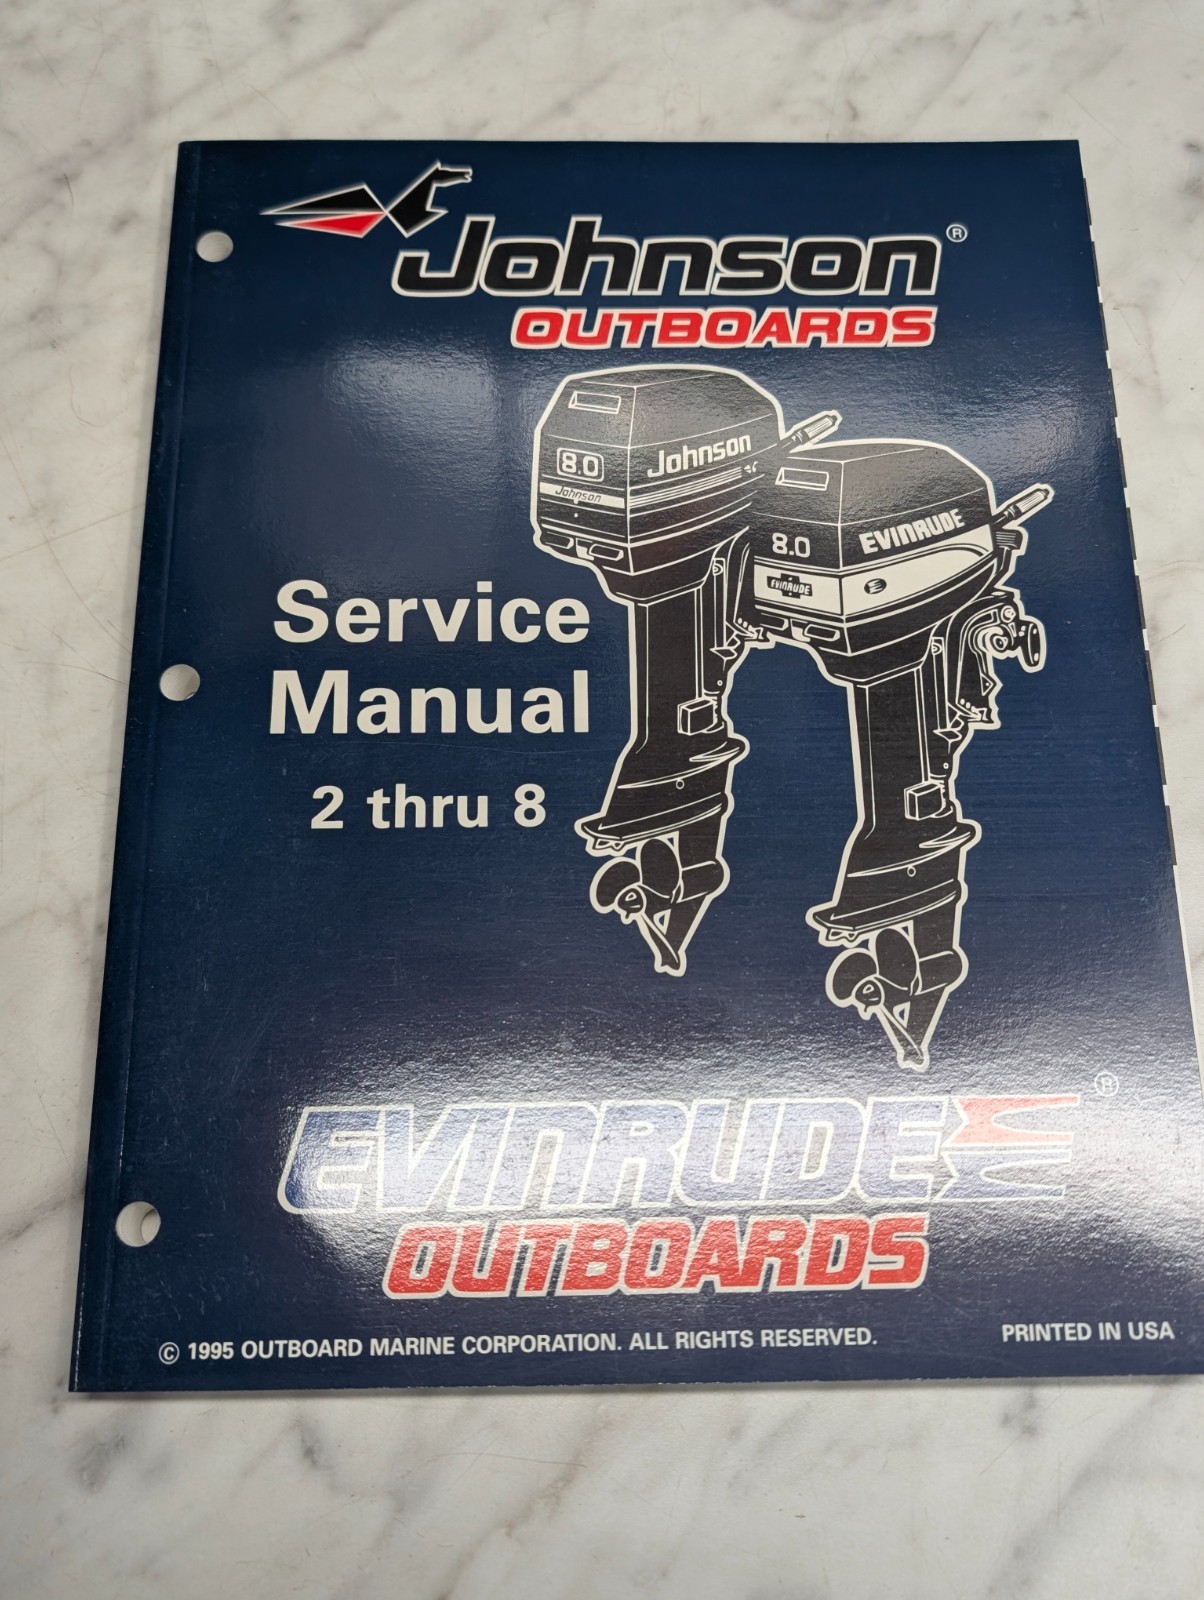 Johnson®
OUTBOARDS
8.0
Johnson
Johnson
8.0
EVINRUDE
EVINRUDE
Service
Manual
2 thru 8
EVINRUDE®
OUTBOARDS
© 1995 OUTBOARD MARINE CORPORATION. ALL RIGHTS RESERVED.
PRINTED IN USA